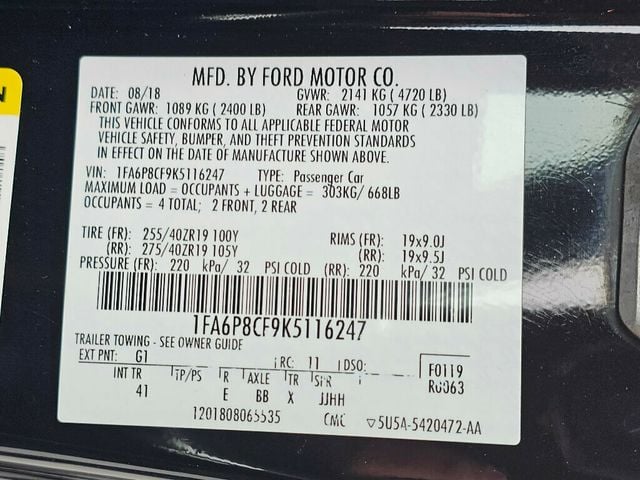 MFD. BY FORD MOTOR CO.
DATE: 08/18 GVWR: 2141 KG ( 4720 LB)
FRONT GAWR: 1089 KG ( 2400 LB) REAR GAWR: 1057 KG ( 2330 LB)
THIS VEHICLE CONFORMS TO ALL APPLICABLE FEDERAL MOTOR
VEHICLE SAFETY, BUMPER, AND THEFT PREVENTION STANDARDS
IN EFFECT ON THE DATE OF MANUFACTURE SHOWN ABOVE.
VIN: 1FA6P8CF9K5116247 TYPE: Passenger Car
MAXIMUM LOAD = OCCUPANTS + LUGGAGE = 303KG/ 668LB
OCCUPANTS = 4 TOTAL; 2 FRONT, 2 REAR
TIRE (FR): 255/40ZR19 100Y RIMS (FR): 19x9.0J
(RR): 275/40ZR19 105Y (RR): 19x9.5J
PRESSURE (FR): 220 kPa/ 32 PSI COLD (RR): 220 kPa/ 32 PSI COLD
1FA6P8CF9K5116247
TRAILER TOWING - SEE OWNER GUIDE
EXT PNT: G1 RC: 11 DSO: F0119
INT TR TP/PS R AXLE TR SPR R0063
41 E BB X JJHH
1201808065535 CMC ▽5U5A-5420472-AA
N